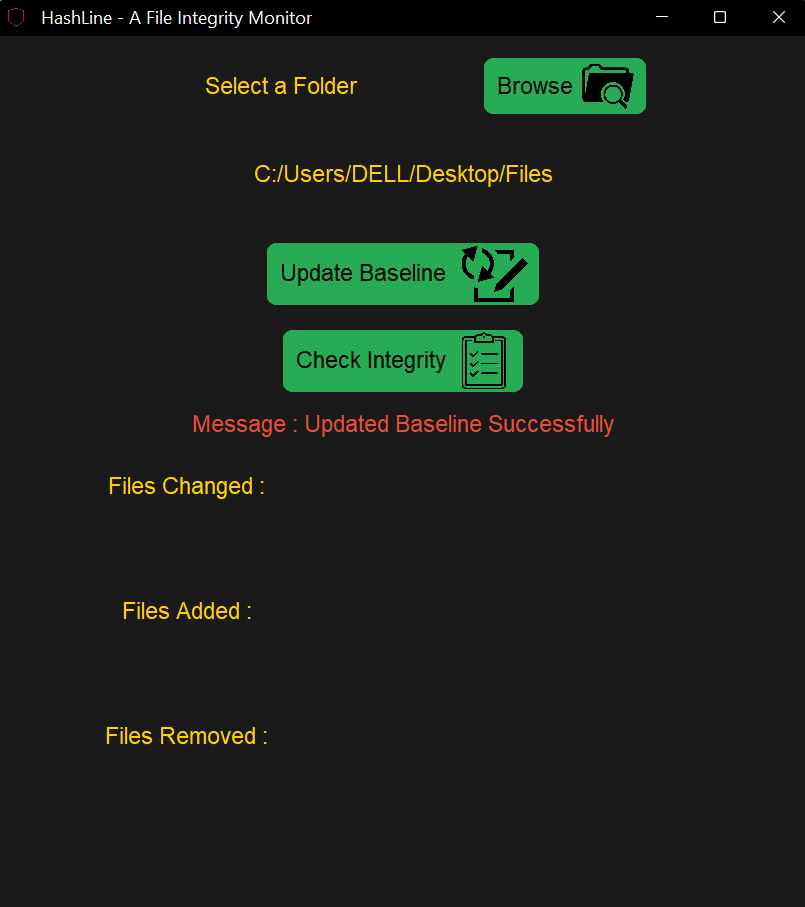 HashLine - A File Integrity Monitor
Select a Folder
Browse
C:/Users/DELL/Desktop/Files
Update Baseline
Check Integrity
Message : Updated Baseline Successfully
Files Changed :
Files Added :
Files Removed :